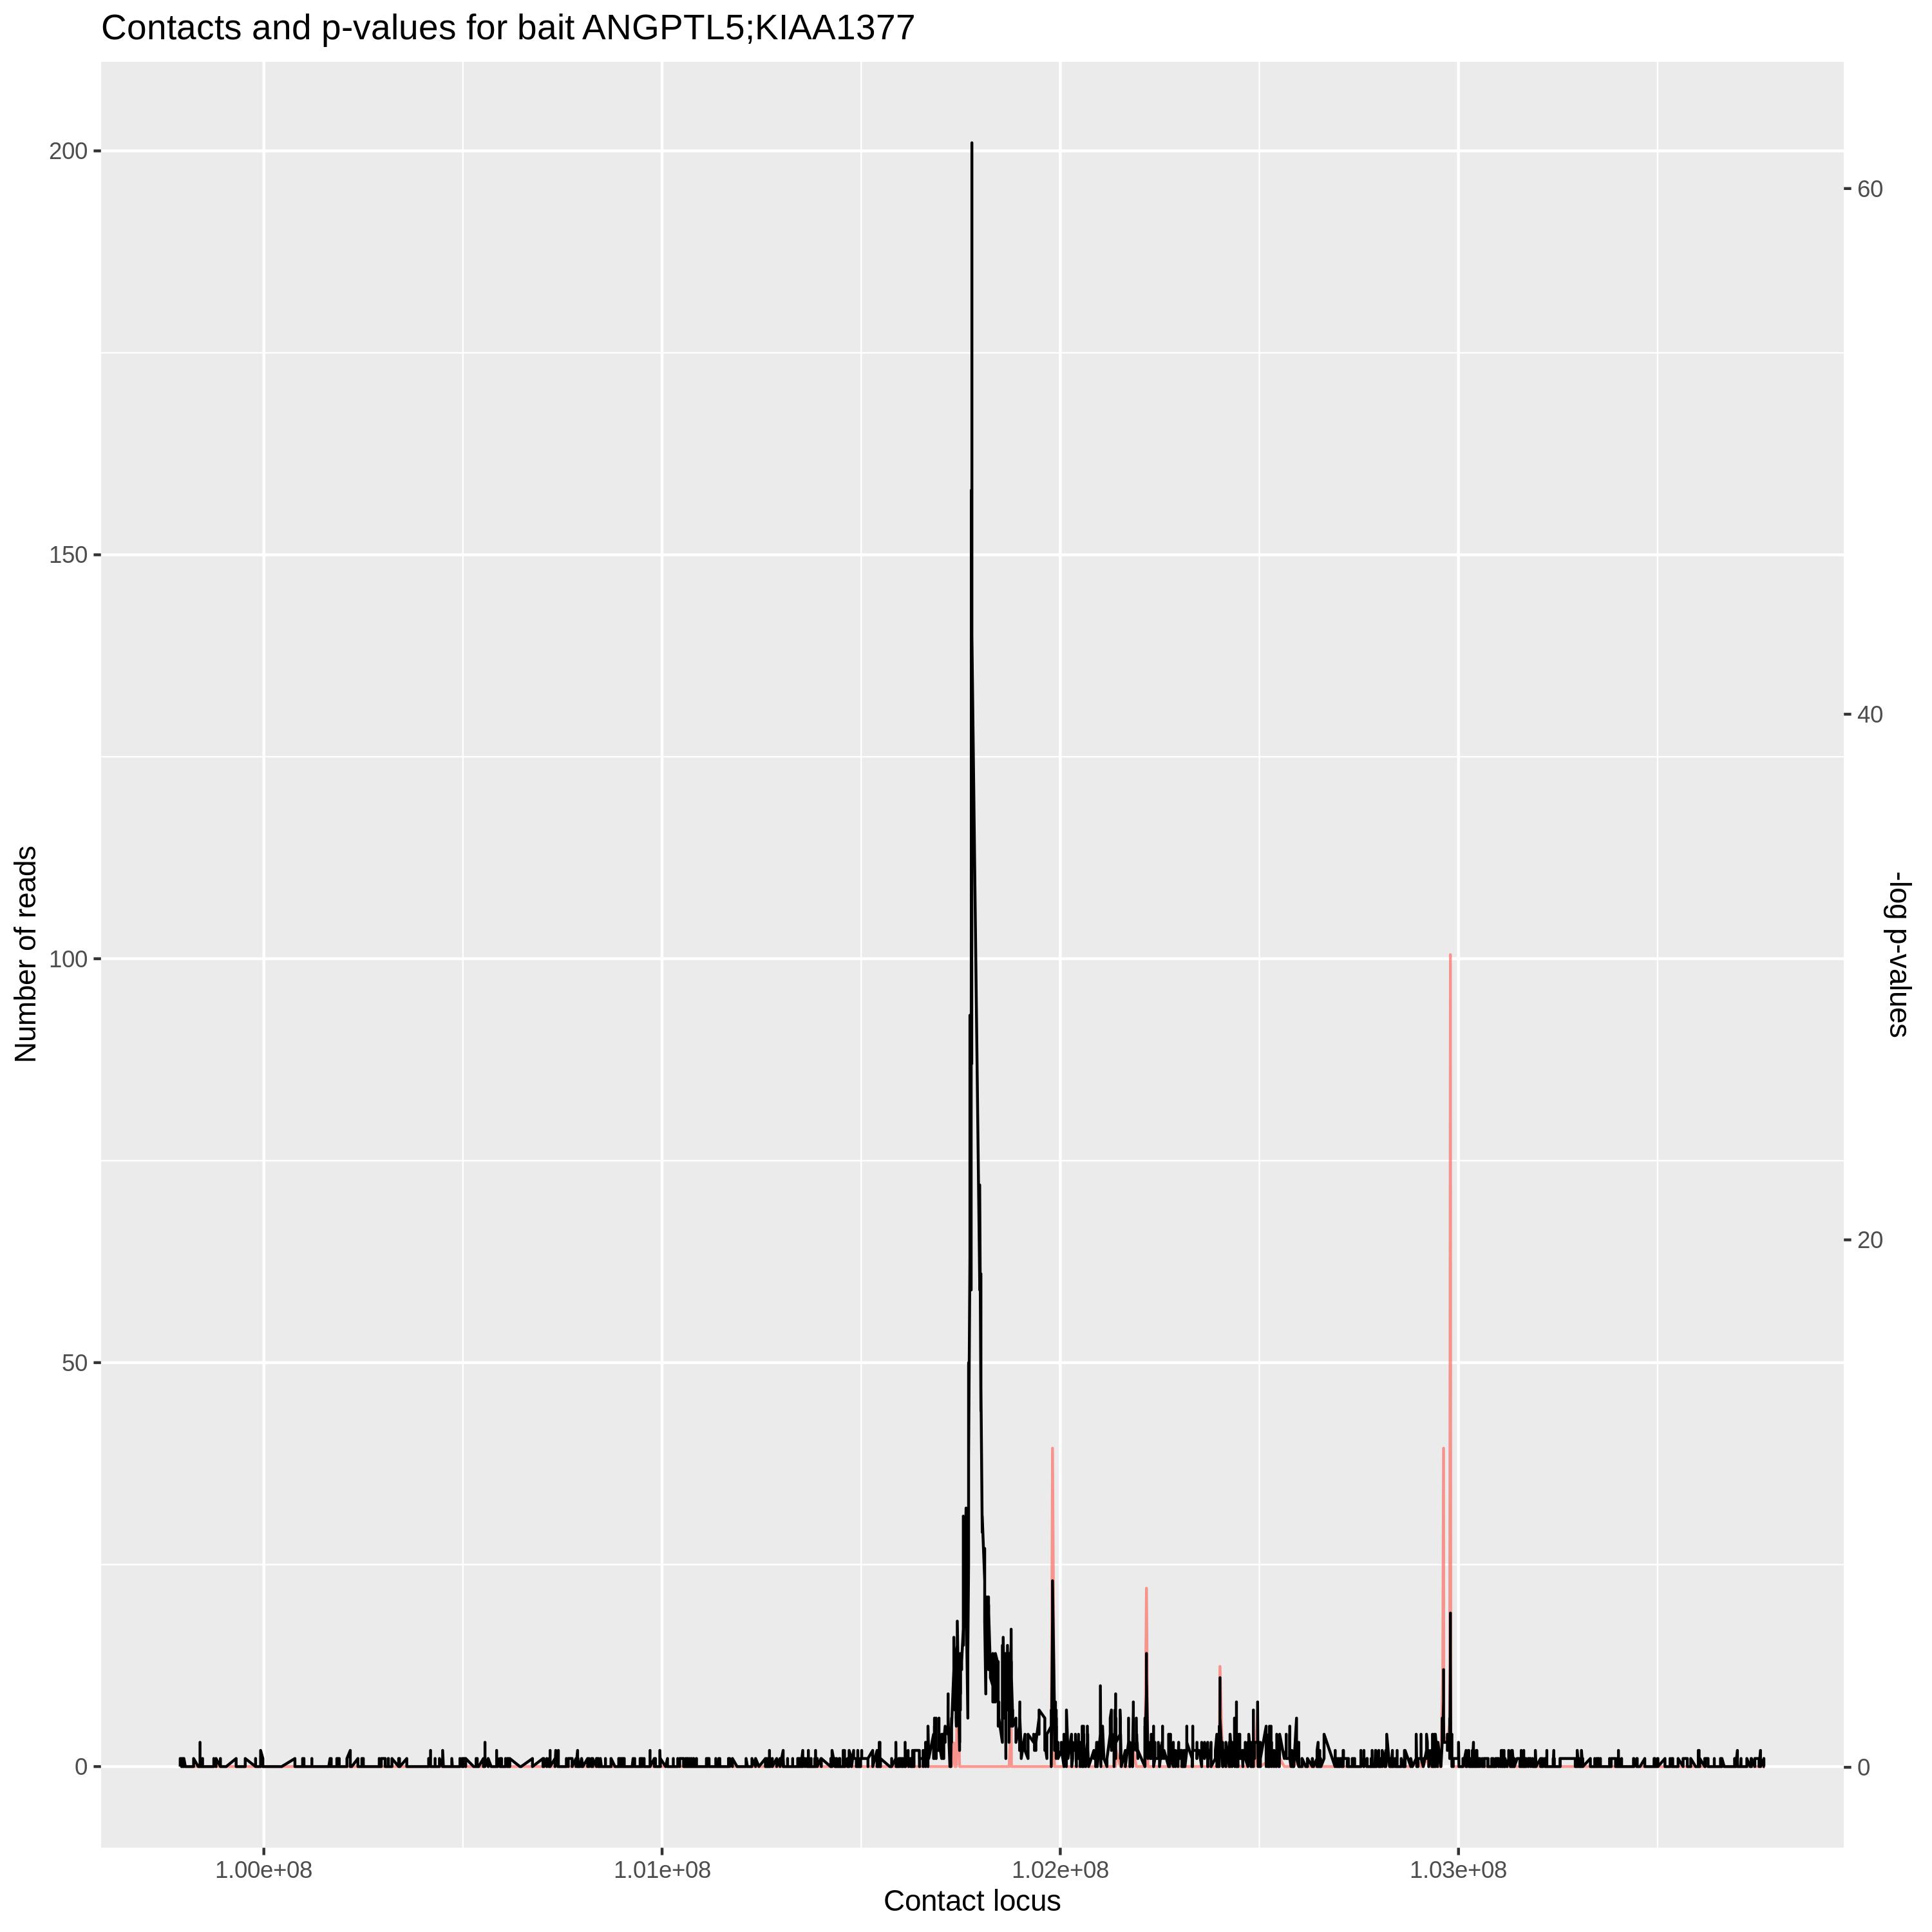 Contacts and p-values for bait ANGPTL5;KIAA1377
200
150
100
50
0
Number of reads
60
40
20
0
-log p-values
1.00e+08
1.01e+08
1.02e+08
1.03e+08
Contact locus